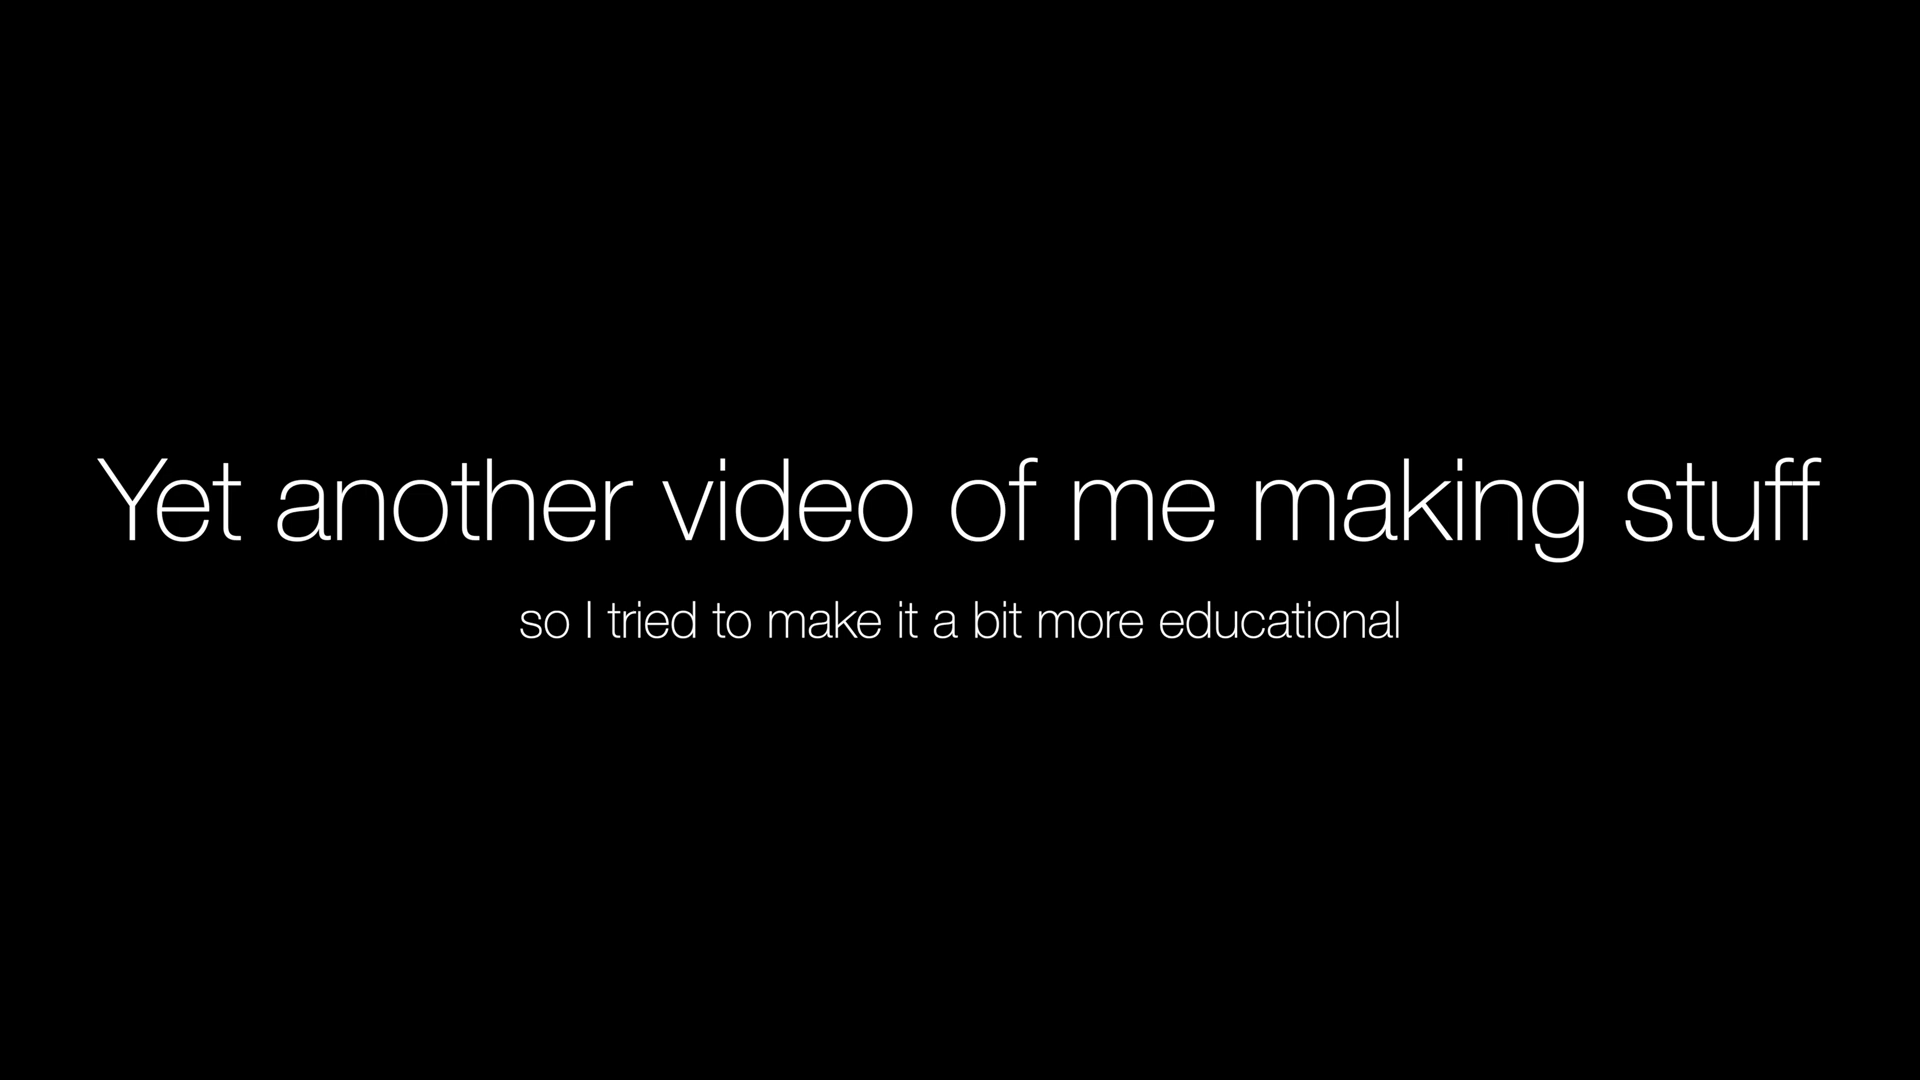 Yet another video of me making stuff
so I tried to make it a bit more educational